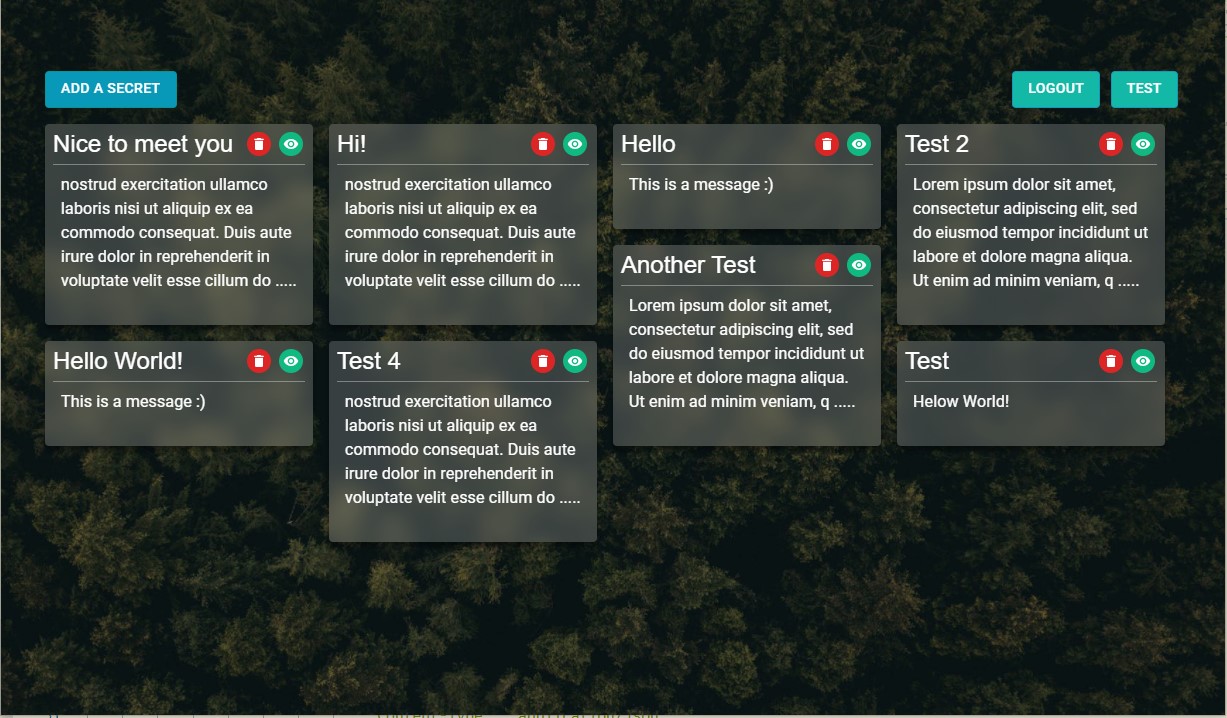 ADD A SECRET
LOGOUT
TEST
Nice to meet you
nostrud exercitation ullamco
laboris nisi ut aliquip ex ea
commodo consequat. Duis aute
irure dolor in reprehenderit in
voluptate velit esse cillum do .....
Hello World!
This is a message :)
Hi!
nostrud exercitation ullamco
laboris nisi ut aliquip ex ea
commodo consequat. Duis aute
irure dolor in reprehenderit in
voluptate velit esse cillum do .....
Test 4
nostrud exercitation ullamco
laboris nisi ut aliquip ex ea
commodo consequat. Duis aute
irure dolor in reprehenderit in
voluptate velit esse cillum do .....
Hello
This is a message :)
Another Test
Lorem ipsum dolor sit amet,
consectetur adipiscing elit, sed
do eiusmod tempor incididunt ut
labore et dolore magna aliqua.
Ut enim ad minim veniam, q .....
Test 2
Lorem ipsum dolor sit amet,
consectetur adipiscing elit, sed
do eiusmod tempor incididunt ut
labore et dolore magna aliqua.
Ut enim ad minim veniam, q .....
Test
Helow World!